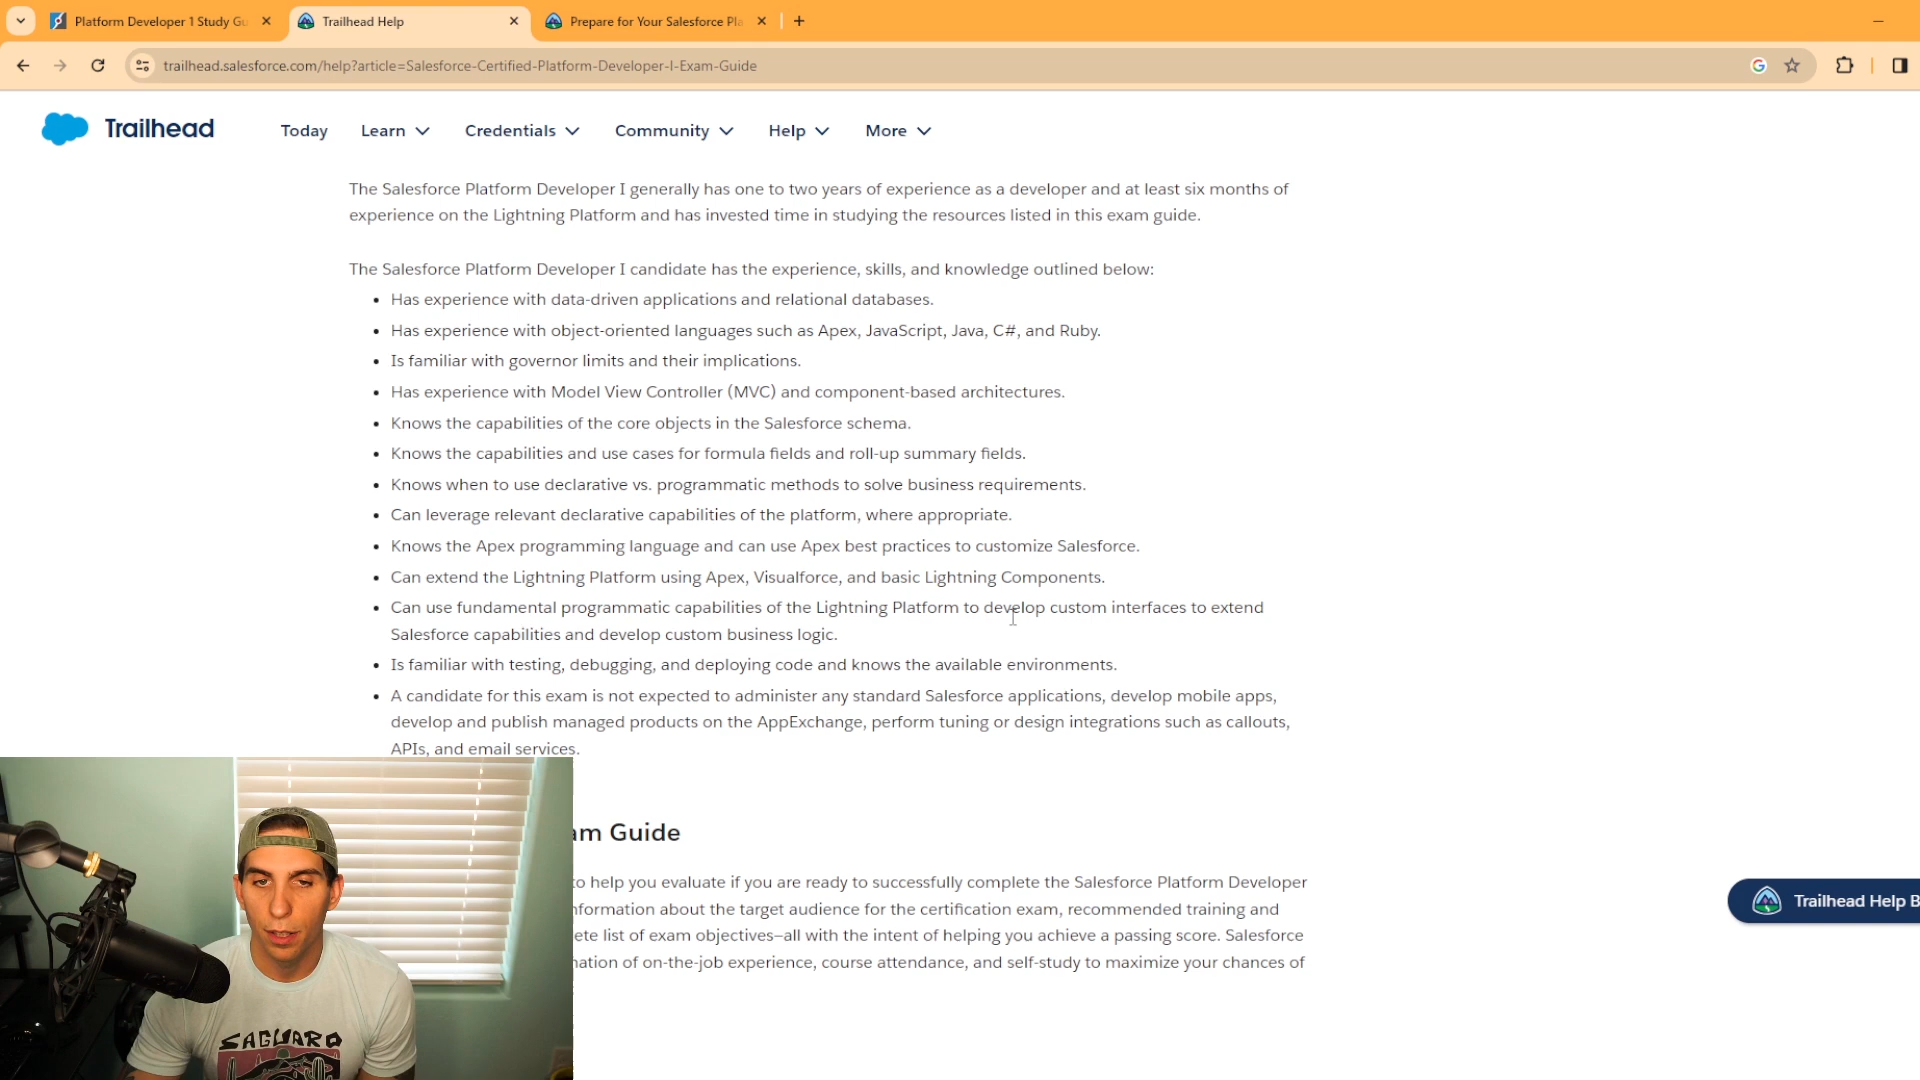 Platform Developer 1 Study Gu
Trailhead Help
Prepare for Your Salesforce Pla
trailhead.salesforce.com/help?article=Salesforce-Certified-Platform-Developer-I-Exam-Guide
Trailhead
Today
Learn
Credentials
Community
Help
More
The Salesforce Platform Developer I generally has one to two years of experience as a developer and at least six months of
experience on the Lightning Platform and has invested time in studying the resources listed in this exam guide.
The Salesforce Platform Developer I candidate has the experience, skills, and knowledge outlined below:
• Has experience with data-driven applications and relational databases.
• Has experience with object-oriented languages such as Apex, JavaScript, Java, C#, and Ruby.
• Is familiar with governor limits and their implications.
• Has experience with Model View Controller (MVC) and component-based architectures.
• Knows the capabilities of the core objects in the Salesforce schema.
• Knows the capabilities and use cases for formula fields and roll-up summary fields.
• Knows when to use declarative vs. programmatic methods to solve business requirements.
• Can leverage relevant declarative capabilities of the platform, where appropriate.
• Knows the Apex programming language and can use Apex best practices to customize Salesforce.
• Can extend the Lightning Platform using Apex, Visualforce, and basic Lightning Components.
• Can use fundamental programmatic capabilities of the Lightning Platform to develop custom interfaces to extend
Salesforce capabilities and develop custom business logic.
• Is familiar with testing, debugging, and deploying code and knows the available environments.
• A candidate for this exam is not expected to administer any standard Salesforce applications, develop mobile apps,
develop and publish managed products on the AppExchange, perform tuning or design integrations such as callouts,
APIs, and email services.
am Guide
to help you evaluate if you are ready to successfully complete the Salesforce Platform Developer
nformation about the target audience for the certification exam, recommended training and
ete list of exam objectives—all with the intent of helping you achieve a passing score. Salesforce
nation of on-the-job experience, course attendance, and self-study to maximize your chances of
Trailhead Help B
SAGUARO